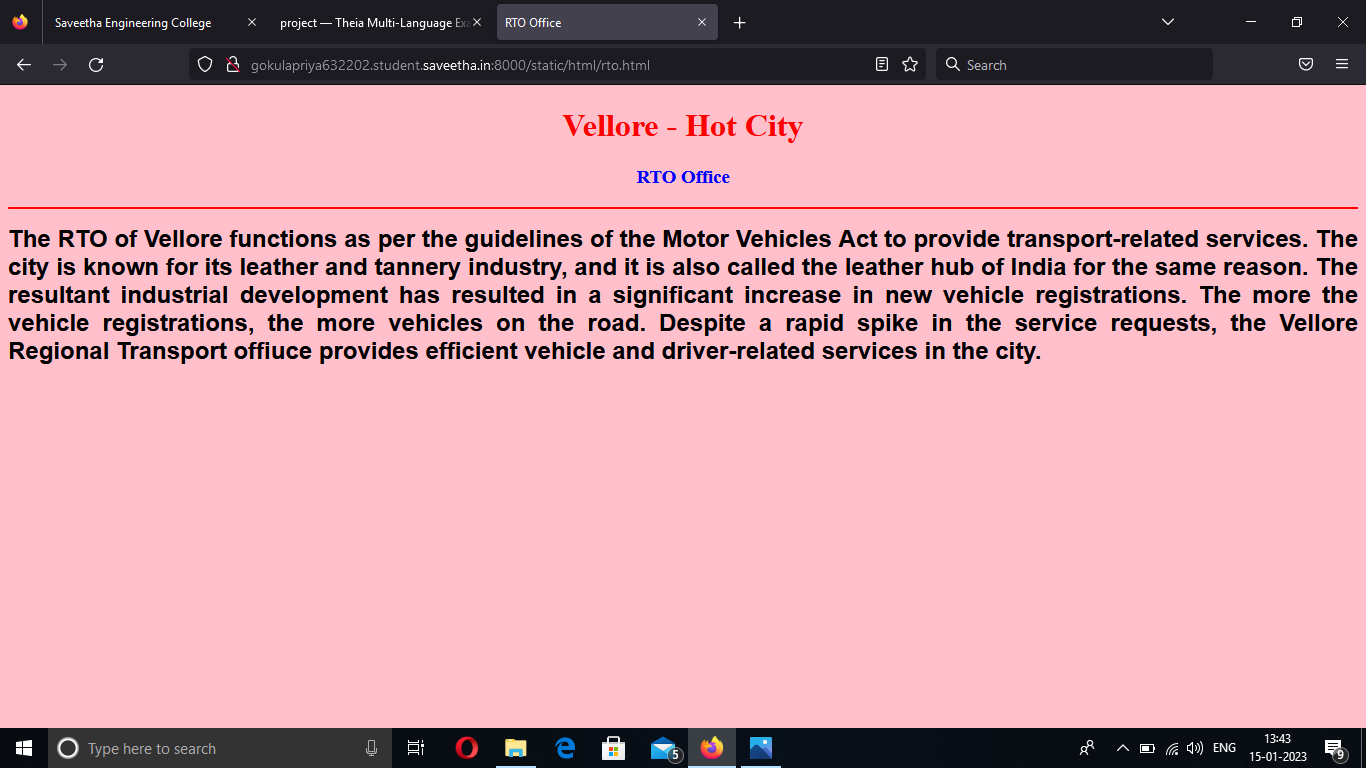 Saveetha Engineering College
project — Theia Multi-Language Exa
RTO Office
gokulapriya632202.student.saveetha.in:8000/static/html/rto.html
Search
Vellore - Hot City
RTO Office
The RTO of Vellore functions as per the guidelines of the Motor Vehicles Act to provide transport-related services. The
city is known for its leather and tannery industry, and it is also called the leather hub of India for the same reason. The
resultant industrial development has resulted in a significant increase in new vehicle registrations. The more the
vehicle registrations, the more vehicles on the road. Despite a rapid spike in the service requests, the Vellore
Regional Transport offiuce provides efficient vehicle and driver-related services in the city.
Type here to search
5
ENG
13:43
15-01-2023
9